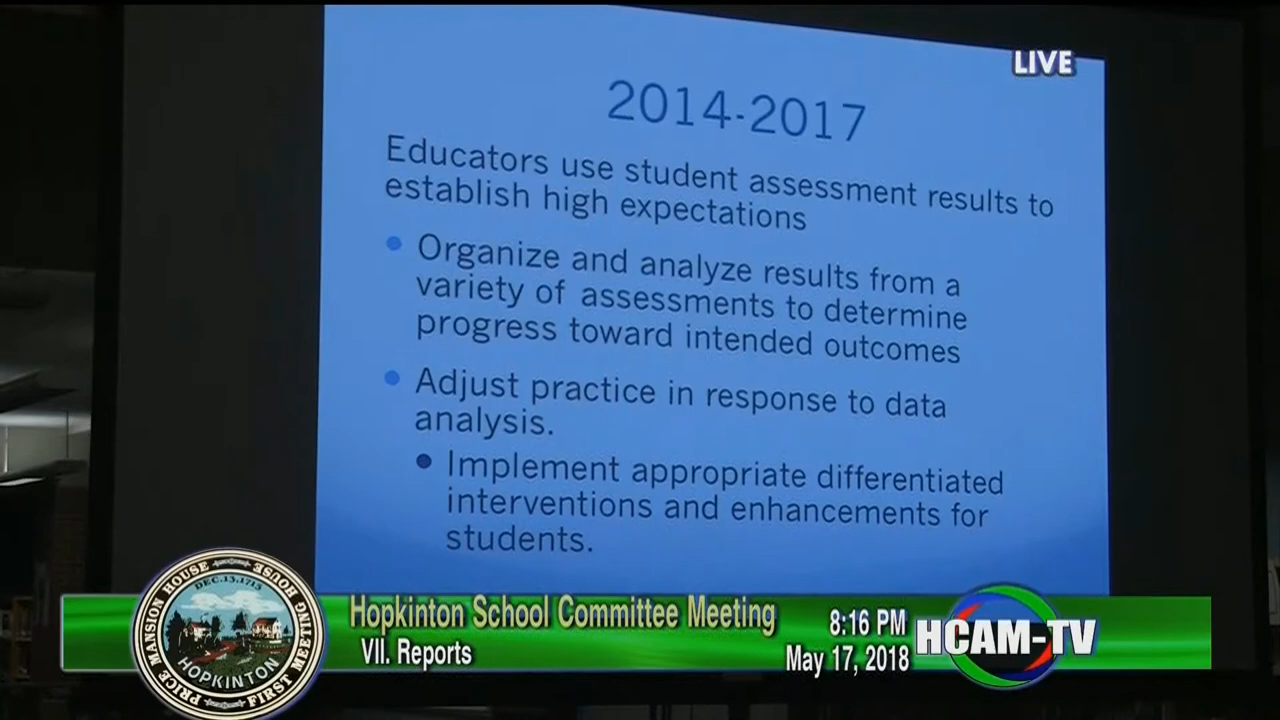 LIVE
2014-2017
Educators use student assessment results to
establish high expectations
Organize and analyze results from a
variety of assessments to determine
progress toward intended outcomes
Adjust practice in response to data
analysis.
Implement appropriate differentiated
interventions and enhancements for
students.
PRICE MANSION HOUSE
FIRST MEETING HOUSE
DEC.13.1715
HOPKINTON
Hopkinton School Committee Meeting
VII. Reports
8:16 PM
May 17, 2018
HCAM-TV